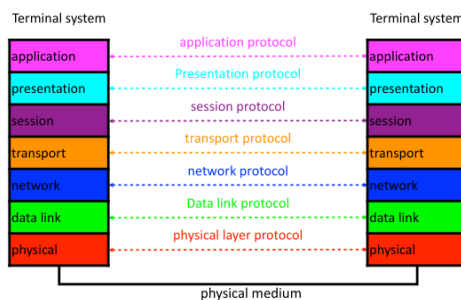 Terminal system Terminal system
application protocol
application application
Presentation protocol
presentation presentation
session protocol
session session
transport protocol
transport transport
network protocol
network network
Data link protocol
data link data link
physical layer protocol
physical physical
physical medium